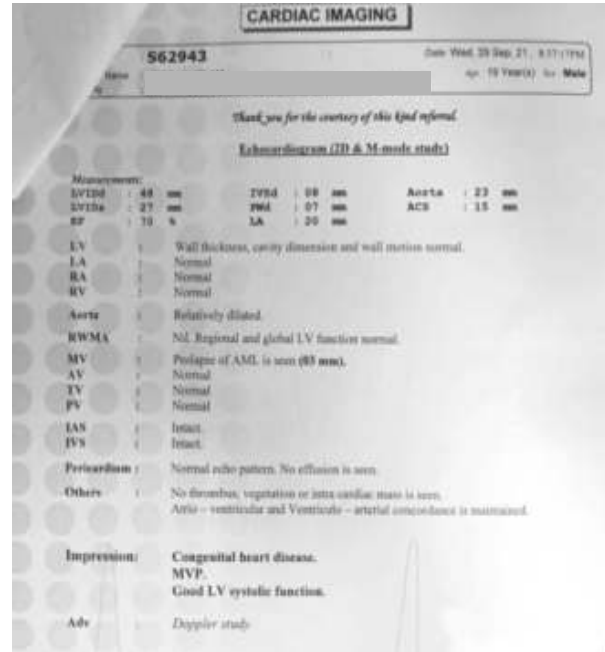 CARDIAC IMAGING
S62943 Date Wed, 29 Sep, 21,
Name Age 19 Year(s) Sex Male
Thank you for the courtesy of this kind referral.
Echocardiogram (2D & M-mode study)
Measurements:
LVIDd : 48 mm IVSd : 08 mm Aorta : 23 mm
LVIDs : 27 mm PWd : 07 mm ACS : 15 mm
EF : 70 % LA : 20 mm
LV : Wall thickness, cavity dimension and wall motion normal.
LA : Normal
RA : Normal
RV : Normal
Aorta : Relatively dilated.
RWMA : Nil. Regional and global LV function normal.
MV : Prolapse of AML is seen (03 mm).
AV : Normal
TV : Normal
PV : Normal
IAS : Intact.
IVS : Intact.
Pericardium : Normal echo pattern. No effusion is seen.
Others : No thrombus, vegetation or intra cardiac mass is seen.
Atrio – ventricular and Ventriculo – arterial concordance is maintained.
Impression: Congenital heart disease.
MVP.
Good LV systolic function.
Adv : Doppler study